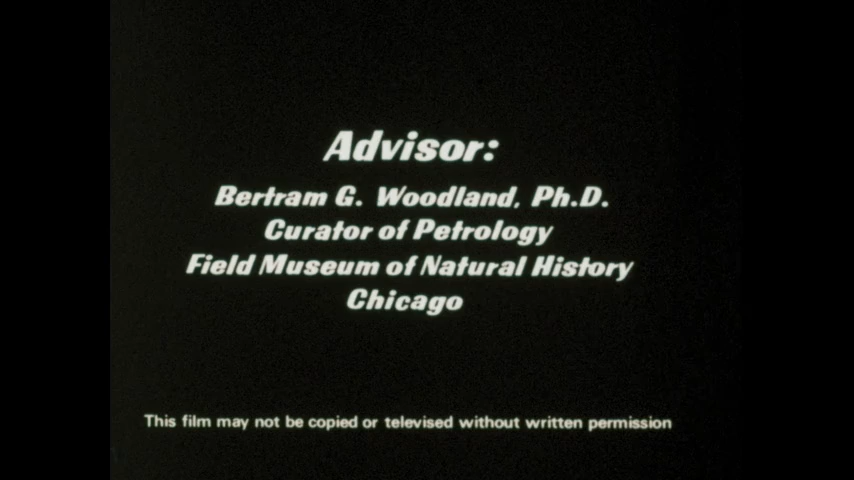 Advisor:
Bertram G. Woodland, Ph.D.
Curator of Petrology
Field Museum of Natural History
Chicago
This film may not be copied or televised without written permission